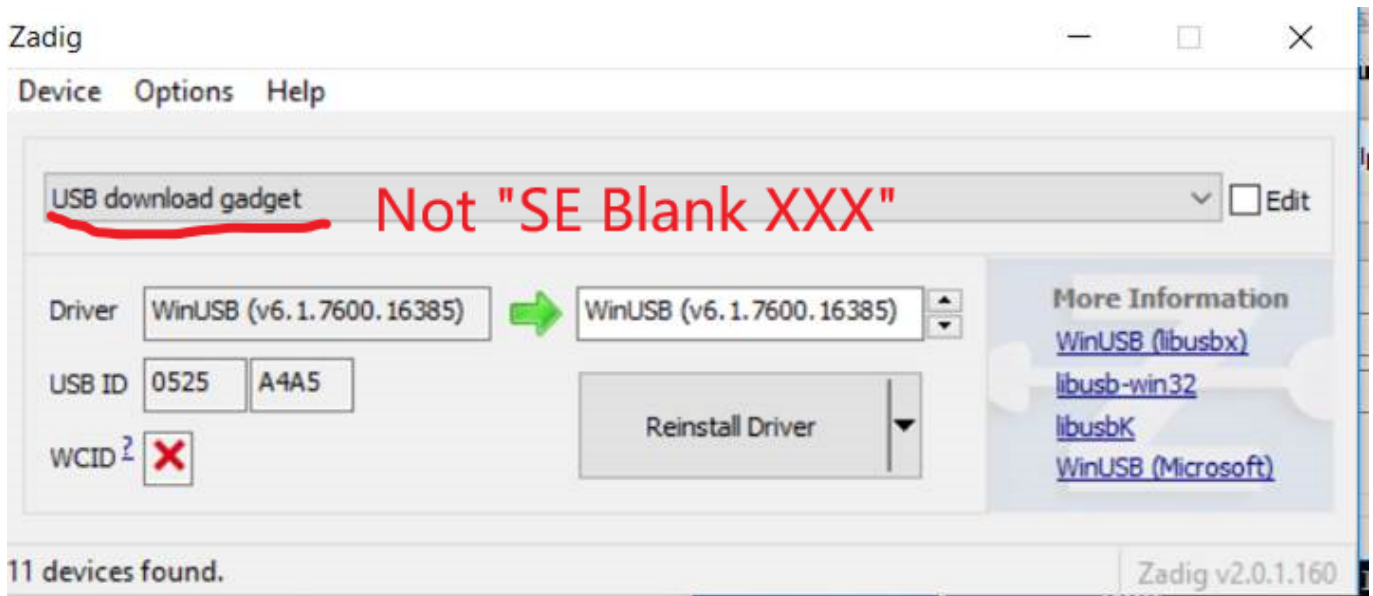 Zadig
Device Options Help
USB download gadget Not "SE Blank XXX" Edit
Driver WinUSB (v6.1.7600.16385) WinUSB (v6.1.7600.16385)
USB ID 0525 A4A5
WCID ?
Reinstall Driver
More Information
WinUSB (libusbx)
libusb-win32
libusbK
WinUSB (Microsoft)
11 devices found.
Zadig v2.0.1.160